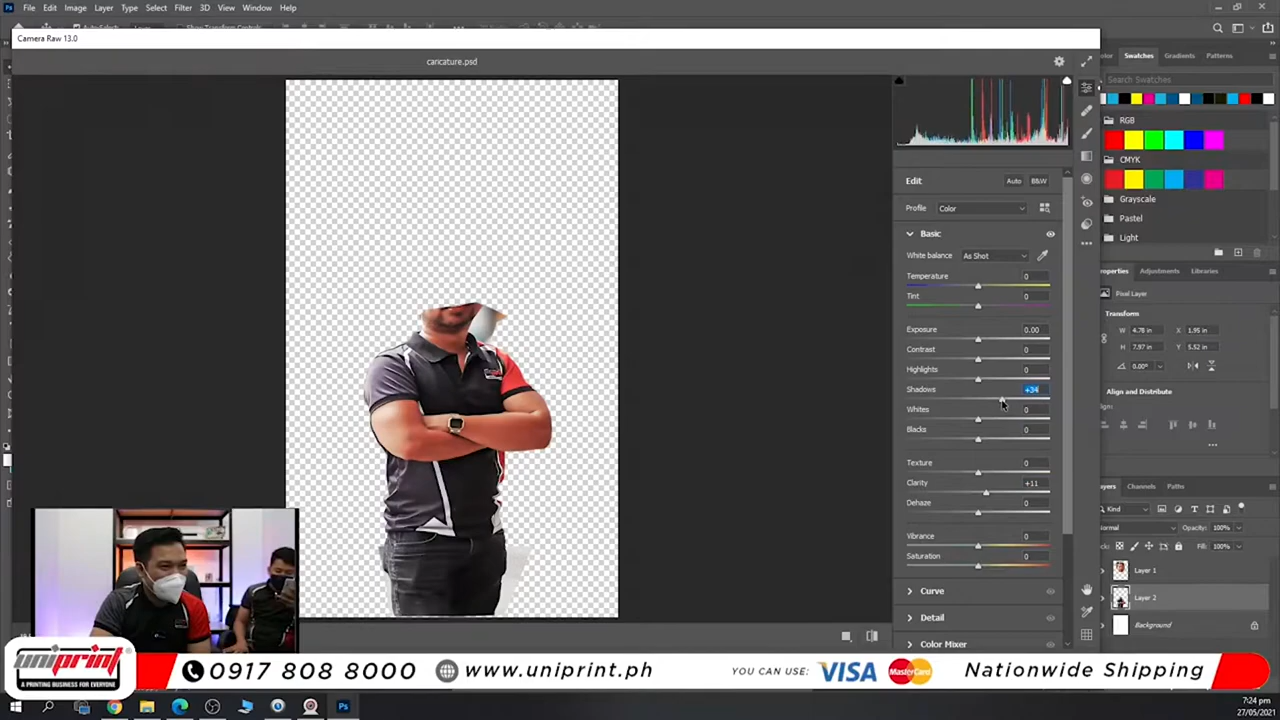 File Edit Image Layer Type Select Filter 3D View Window Help
Camera Raw 13.0
caricature.psd
Edit Auto B&W
Profile Color
Basic
White balance As Shot
Temperature 0
Tint 0
Exposure 0.00
Contrast 0
Highlights 0
Shadows +34
Whites 0
Blacks 0
Texture 0
Clarity +11
Dehaze 0
Vibrance 0
Saturation 0
Curve
Detail
Color Mixer
Swatches Gradients Patterns
Search Swatches
RGB
CMYK
Grayscale
Pastel
Light
Adjustments Libraries
Pixel Layer
Transform
W: 4.78 in X: 1.95 in
H: 7.97 in Y: 5.52 in
0.00°
Align and Distribute
Align:
Channels Paths
Kind
Normal Opacity: 100%
Fill: 100%
Layer 1
Layer 2
Background
uniprint
A PRINTING BUSINESS FOR EVERYONE
0917 808 8000
www.uniprint.ph
YOU CAN USE: VISA MasterCard
Nationwide Shipping
7:24 pm
27/05/2021